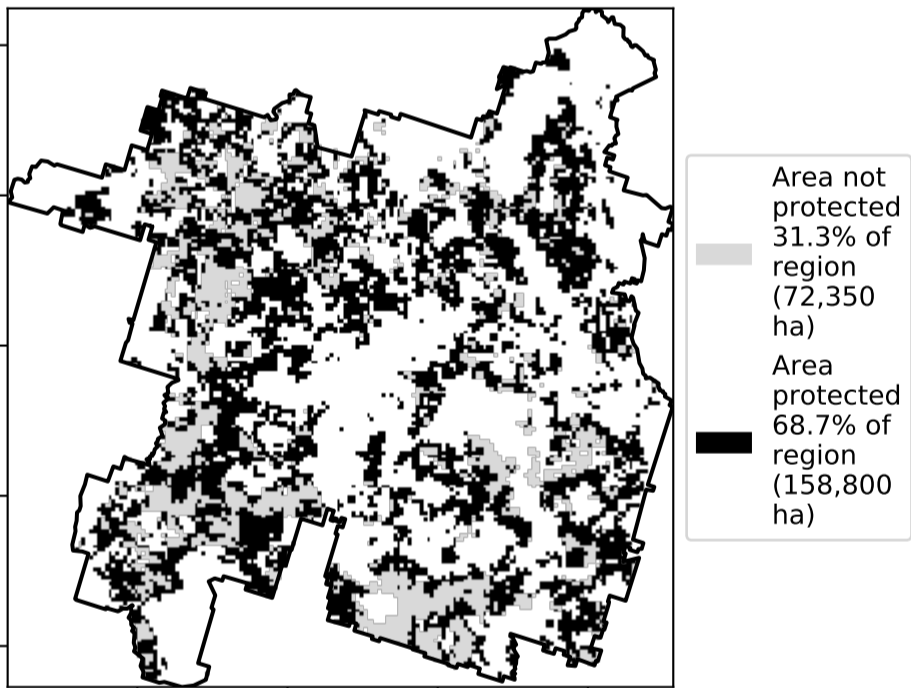 Area not
protected
31.3% of
region
(72,350
ha)
Area
protected
68.7% of
region
(158,800
ha)